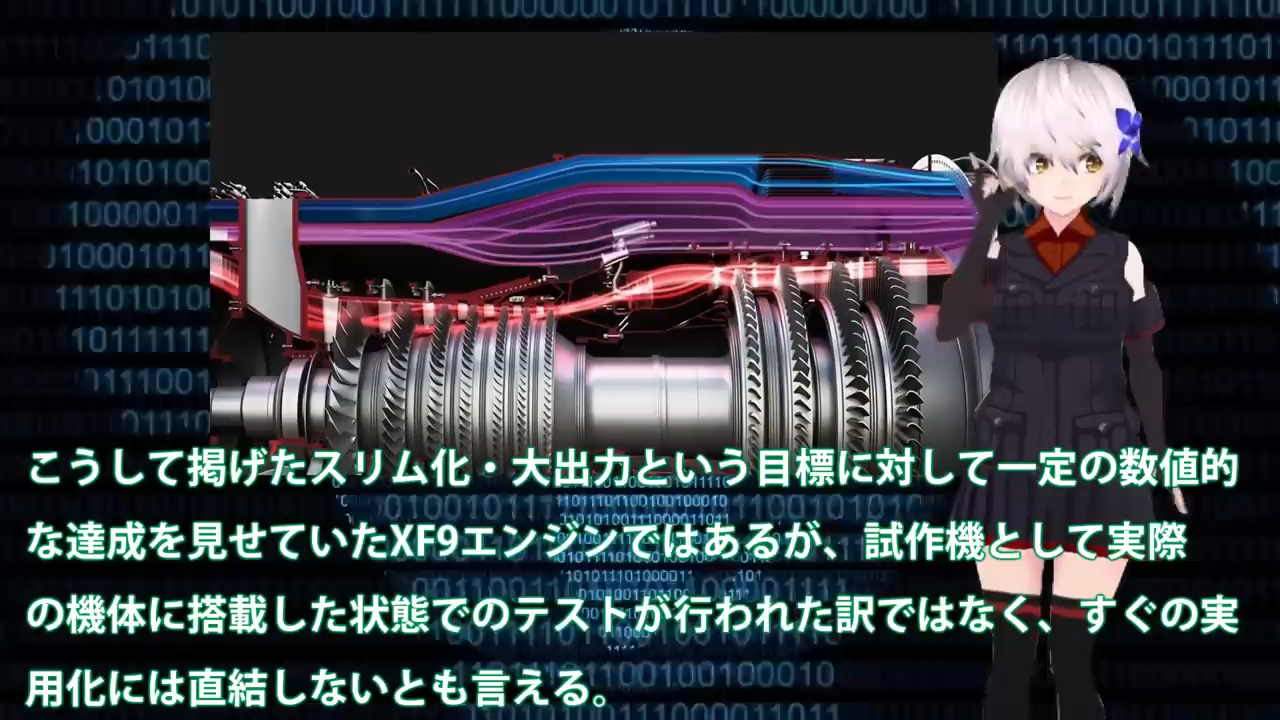 こうして掲げたスリム化・大出力という目標に対して一定の数値的
な達成を見せていたXF9エンジンではあるが、試作機として実際
の機体に搭載した状態でのテストが行われた訳ではなく、すぐの実
用化には直結しないとも言える。